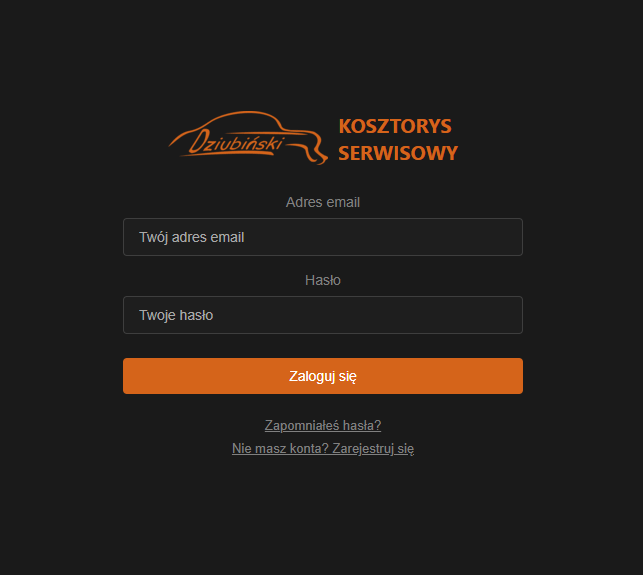 Dziubiński
KOSZTORYS
SERWISOWY
Adres email
Twój adres email
Hasło
Twoje hasło
Zaloguj się
Zapomniałeś hasła?
Nie masz konta? Zarejestruj się